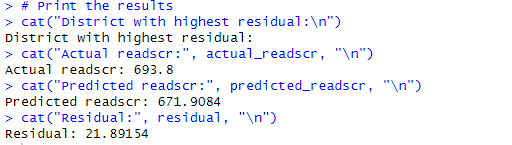 > # Print the results
> cat("District with highest residual:\n")
District with highest residual:
> cat("Actual readscr:", actual_readscr, "\n")
Actual readscr: 693.8
> cat("Predicted readscr:", predicted_readscr, "\n")
Predicted readscr: 671.9084
> cat("Residual:", residual, "\n")
Residual: 21.89154